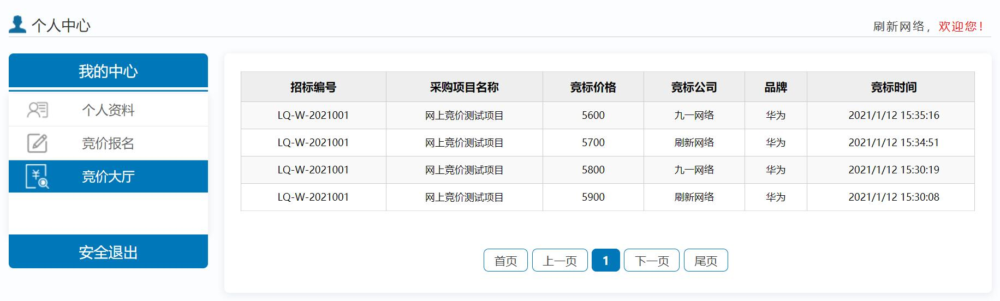 个人中心
刷新网络，欢迎您！
我的中心
个人资料
竞价报名
竞价大厅
安全退出
招标编号 采购项目名称 竞标价格 竞标公司 品牌 竞标时间
LQ-W-2021001 网上竞价测试项目 5600 九一网络 华为 2021/1/12 15:35:16
LQ-W-2021001 网上竞价测试项目 5700 刷新网络 华为 2021/1/12 15:34:51
LQ-W-2021001 网上竞价测试项目 5800 九一网络 华为 2021/1/12 15:30:19
LQ-W-2021001 网上竞价测试项目 5900 刷新网络 华为 2021/1/12 15:30:08
首页 上一页 1 下一页 尾页